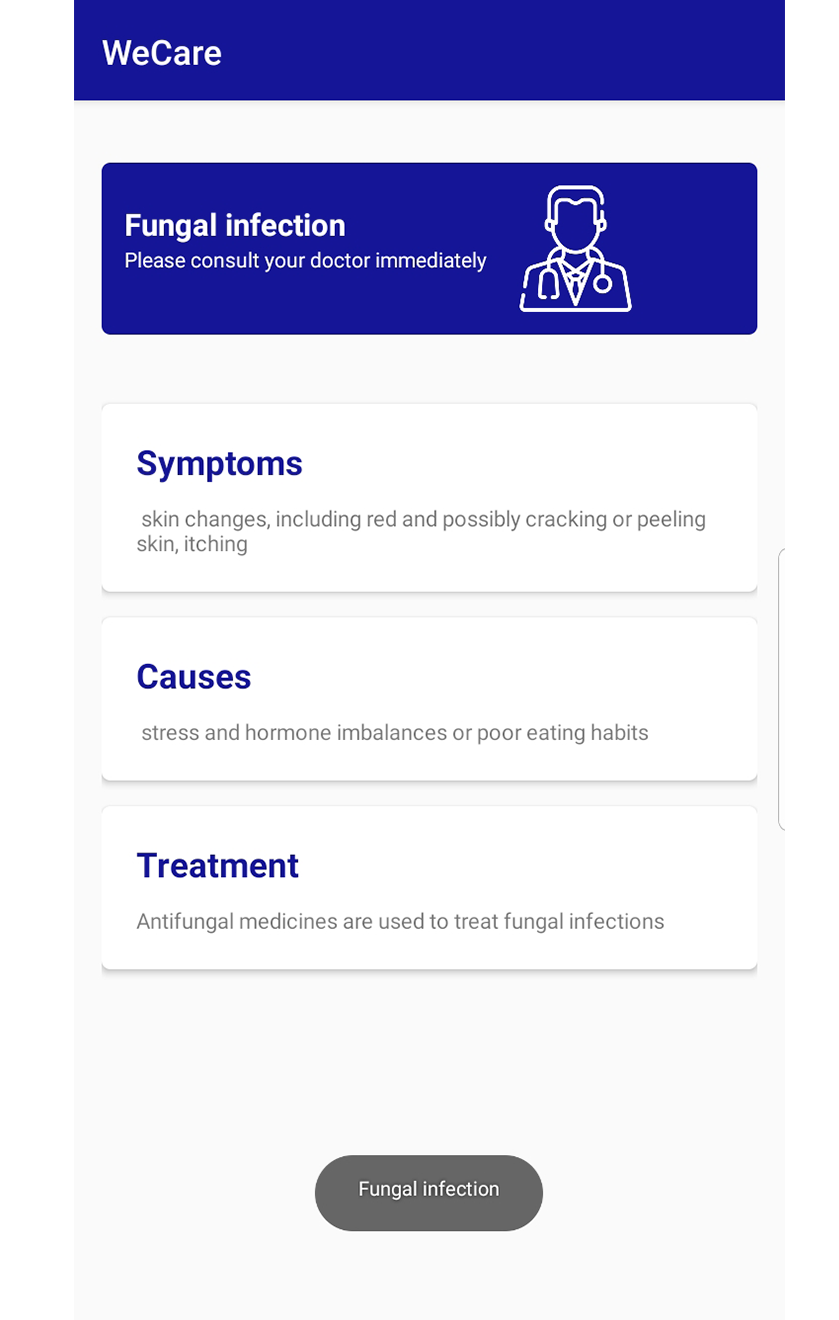 WeCare
Fungal infection
Please consult your doctor immediately
Symptoms
skin changes, including red and possibly cracking or peeling
skin, itching
Causes
stress and hormone imbalances or poor eating habits
Treatment
Antifungal medicines are used to treat fungal infections
Fungal infection